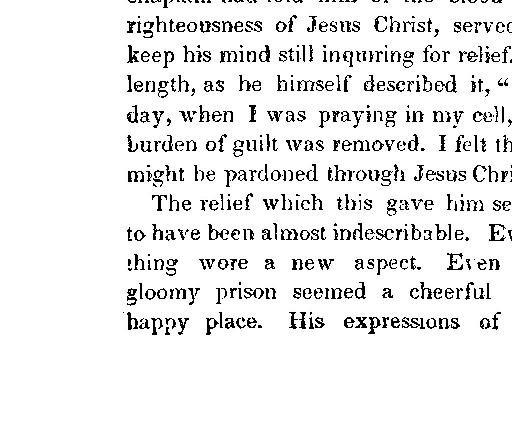 righteousness of Jesus Christ, served
keep his mind still inquiring for relief.
length, as he himself described it, "
day, when I was praying in my cell,
burden of guilt was removed. I felt th
might be pardoned through Jesus Chri
The relief which this gave him se
to have been almost indescribable. Ev
thing wore a new aspect. Even
gloomy prison seemed a cheerful
happy place. His expressions of